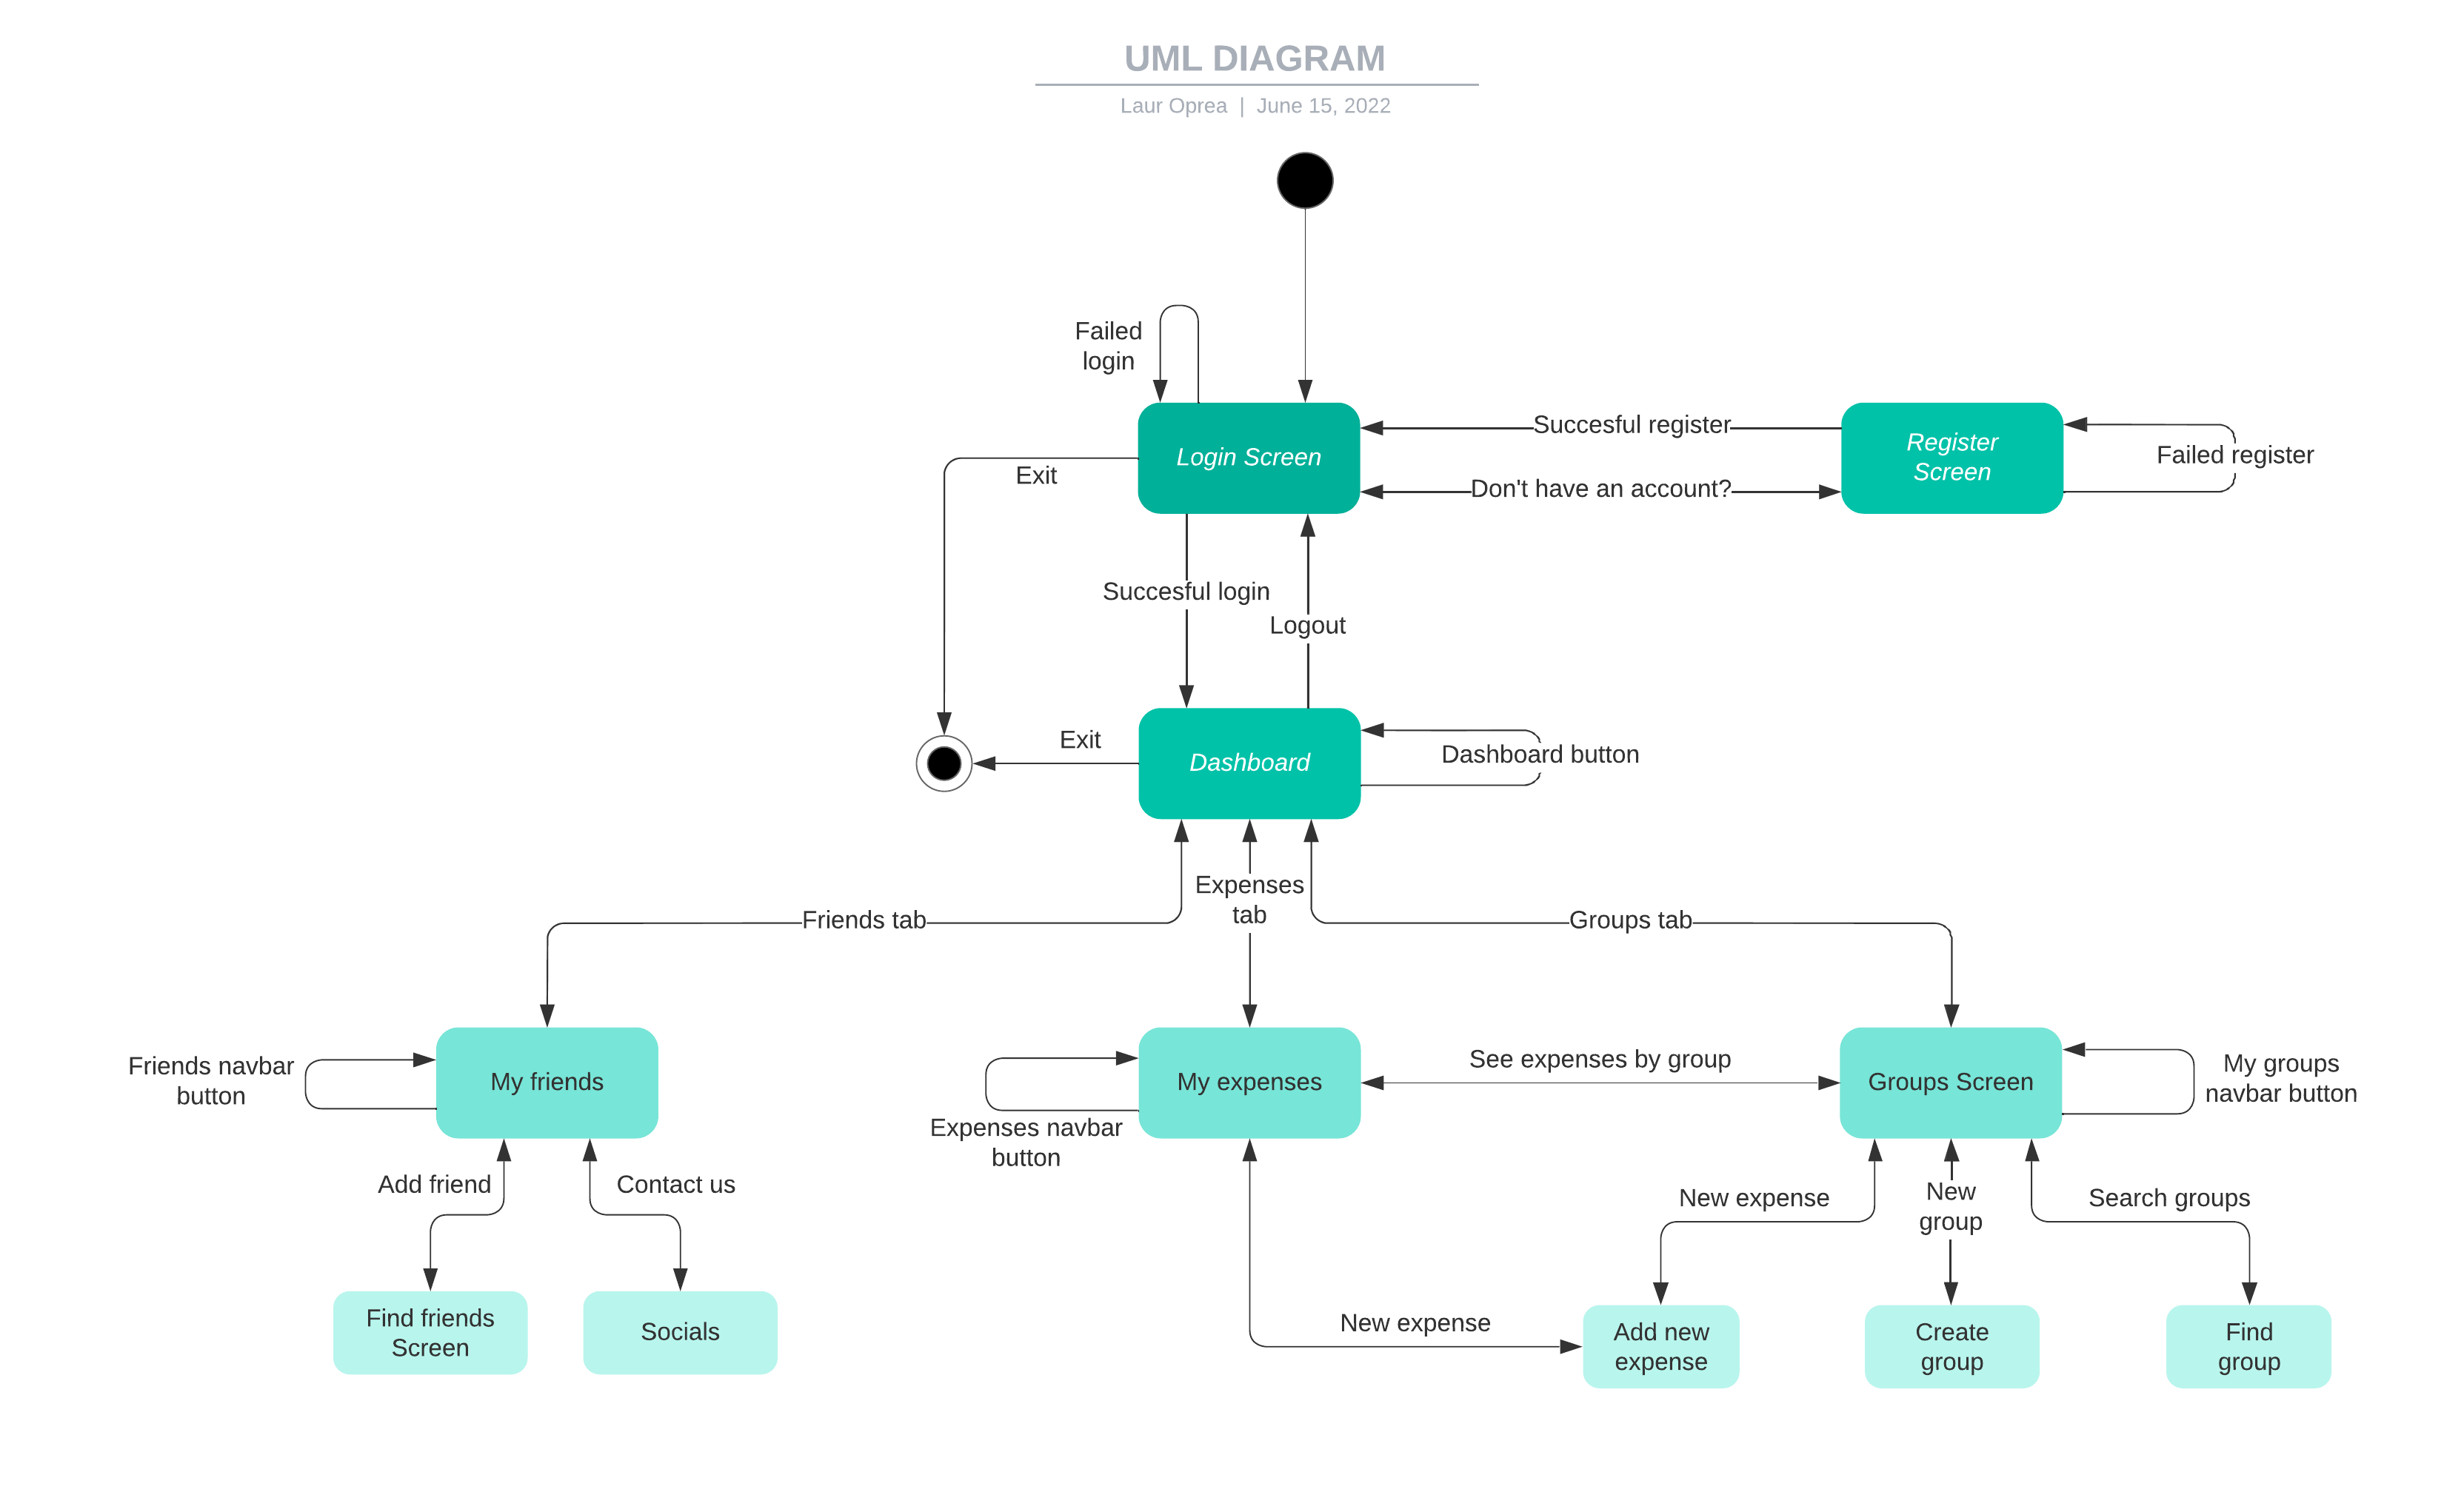 UML DIAGRAM
Laur Oprea | June 15, 2022
Failed
login
Login Screen
Succesful register
Register
Screen
Failed register
Exit
Don't have an account?
Succesful login
Logout
Exit
Dashboard
Dashboard button
Friends tab
Expenses
tab
Groups tab
Friends navbar
button
My friends
My expenses
See expenses by group
Groups Screen
My groups
navbar button
Expenses navbar
button
Add friend
Contact us
New expense
New
group
Search groups
Find friends
Screen
Socials
New expense
Add new
expense
Create
group
Find
group